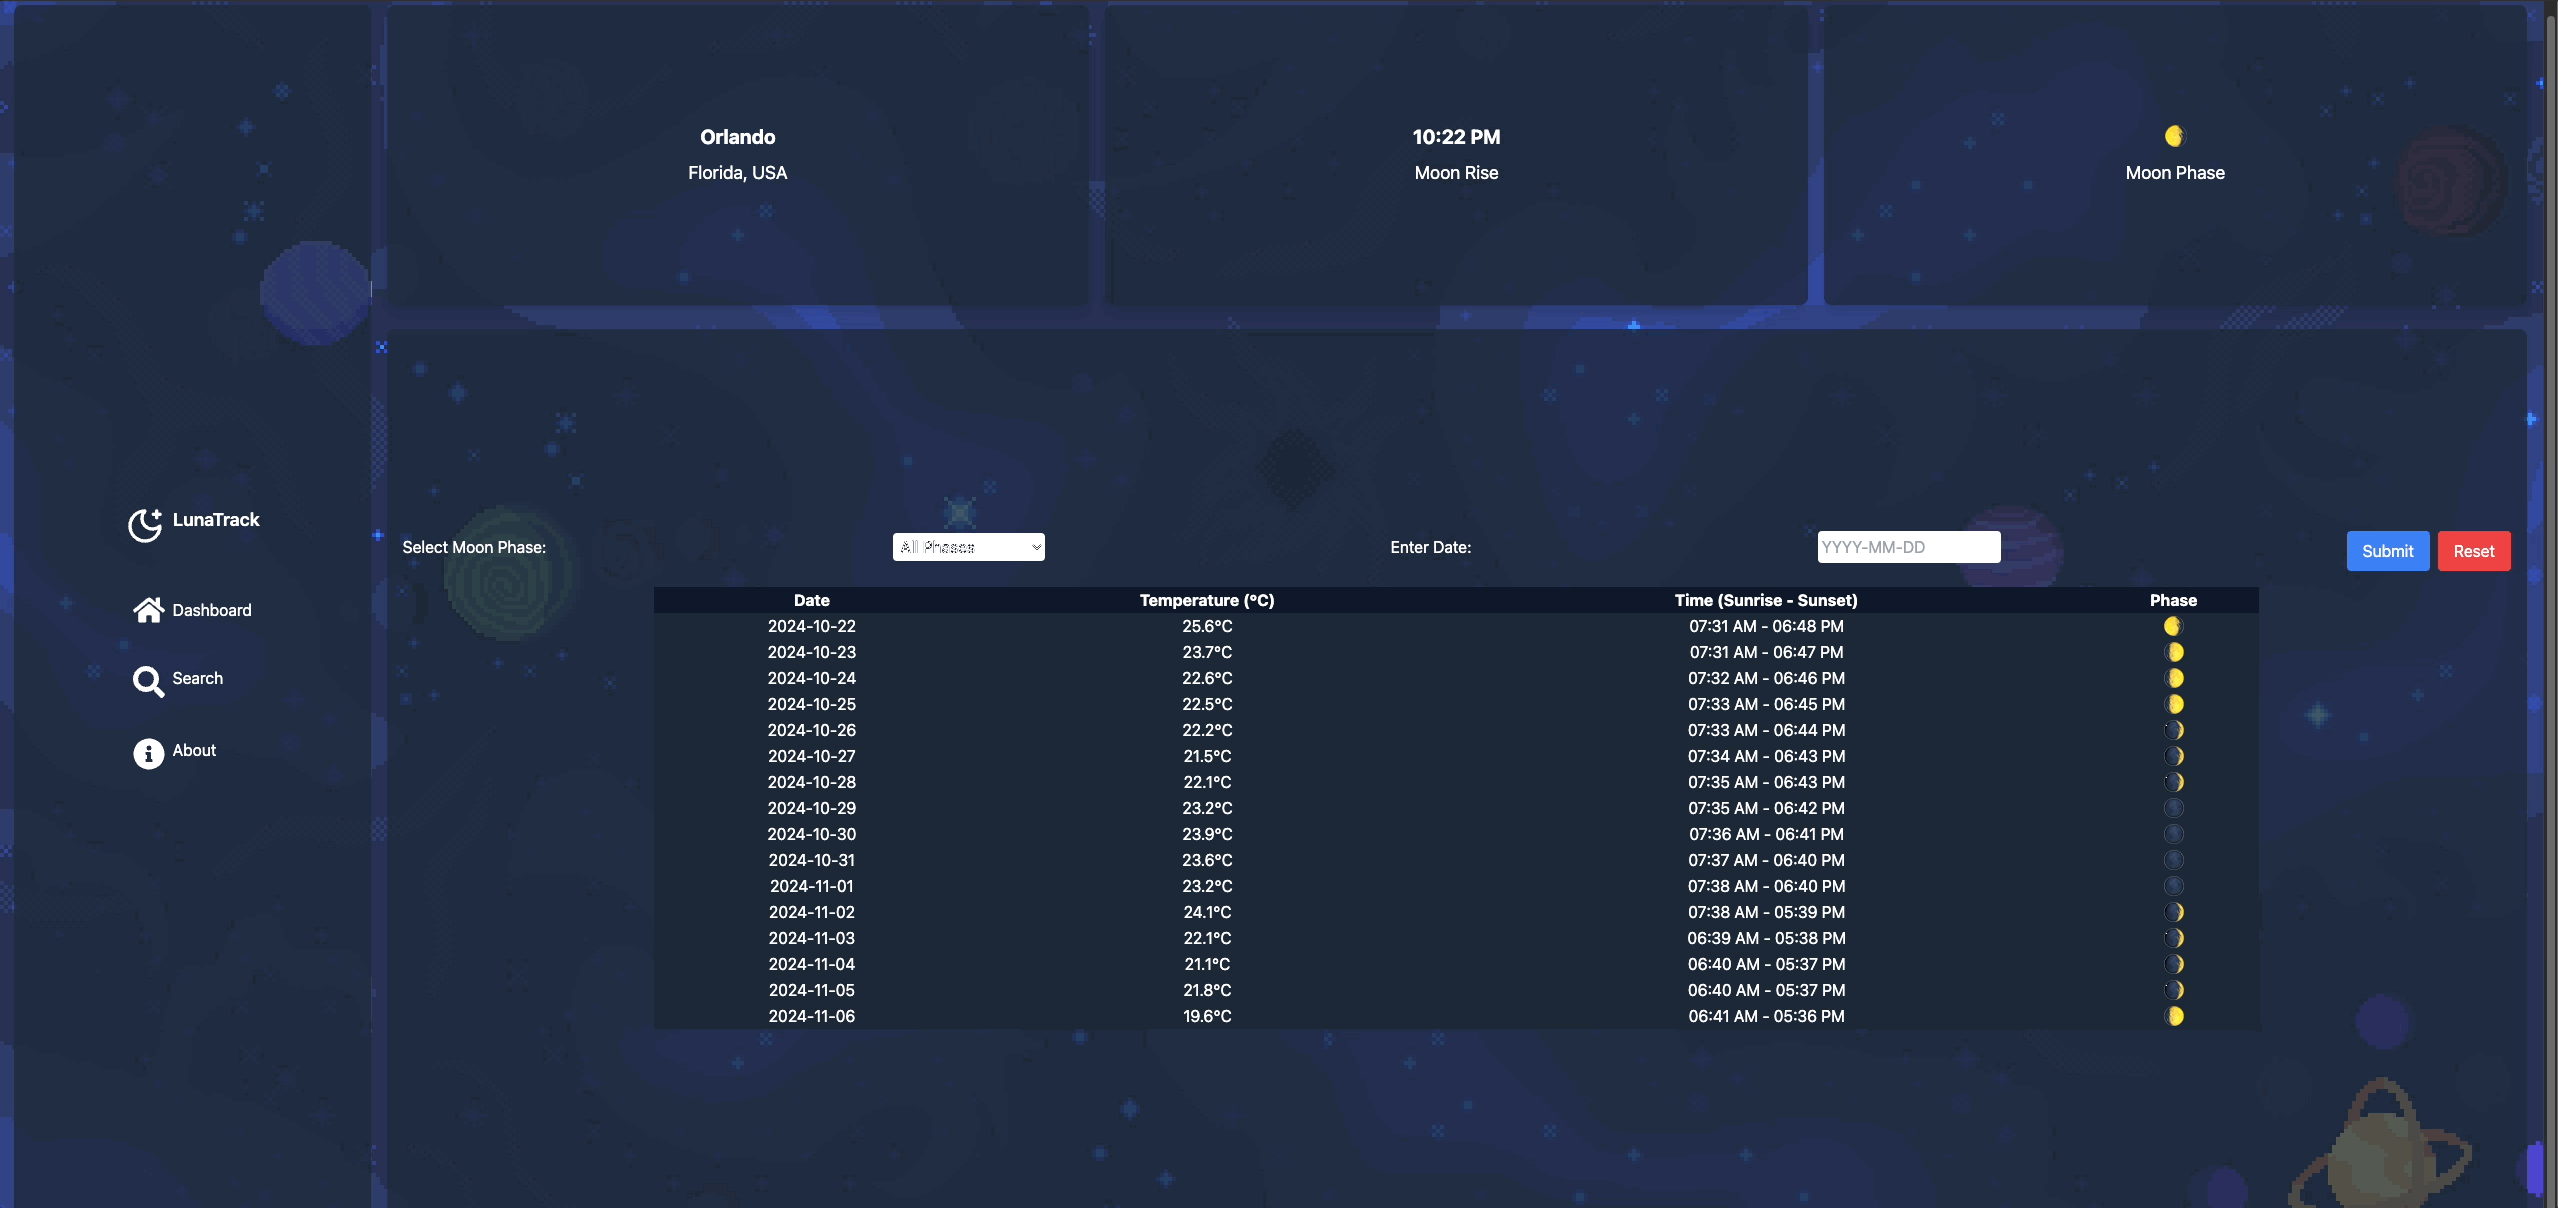 LunaTrack
Dashboard
Search
About
Orlando
Florida, USA
10:22 PM
Moon Rise
Moon Phase
Select Moon Phase:
All Phases
Enter Date:
YYYY-MM-DD
Submit
Reset
Date Temperature (°C) Time (Sunrise - Sunset) Phase
2024-10-22 25.6°C 07:31 AM - 06:48 PM
2024-10-23 23.7°C 07:31 AM - 06:47 PM
2024-10-24 22.6°C 07:32 AM - 06:46 PM
2024-10-25 22.5°C 07:33 AM - 06:45 PM
2024-10-26 22.2°C 07:33 AM - 06:44 PM
2024-10-27 21.5°C 07:34 AM - 06:43 PM
2024-10-28 22.1°C 07:35 AM - 06:43 PM
2024-10-29 23.2°C 07:35 AM - 06:42 PM
2024-10-30 23.9°C 07:36 AM - 06:41 PM
2024-10-31 23.6°C 07:37 AM - 06:40 PM
2024-11-01 23.2°C 07:38 AM - 06:40 PM
2024-11-02 24.1°C 07:38 AM - 05:39 PM
2024-11-03 22.1°C 06:39 AM - 05:38 PM
2024-11-04 21.1°C 06:40 AM - 05:37 PM
2024-11-05 21.8°C 06:40 AM - 05:37 PM
2024-11-06 19.6°C 06:41 AM - 05:36 PM